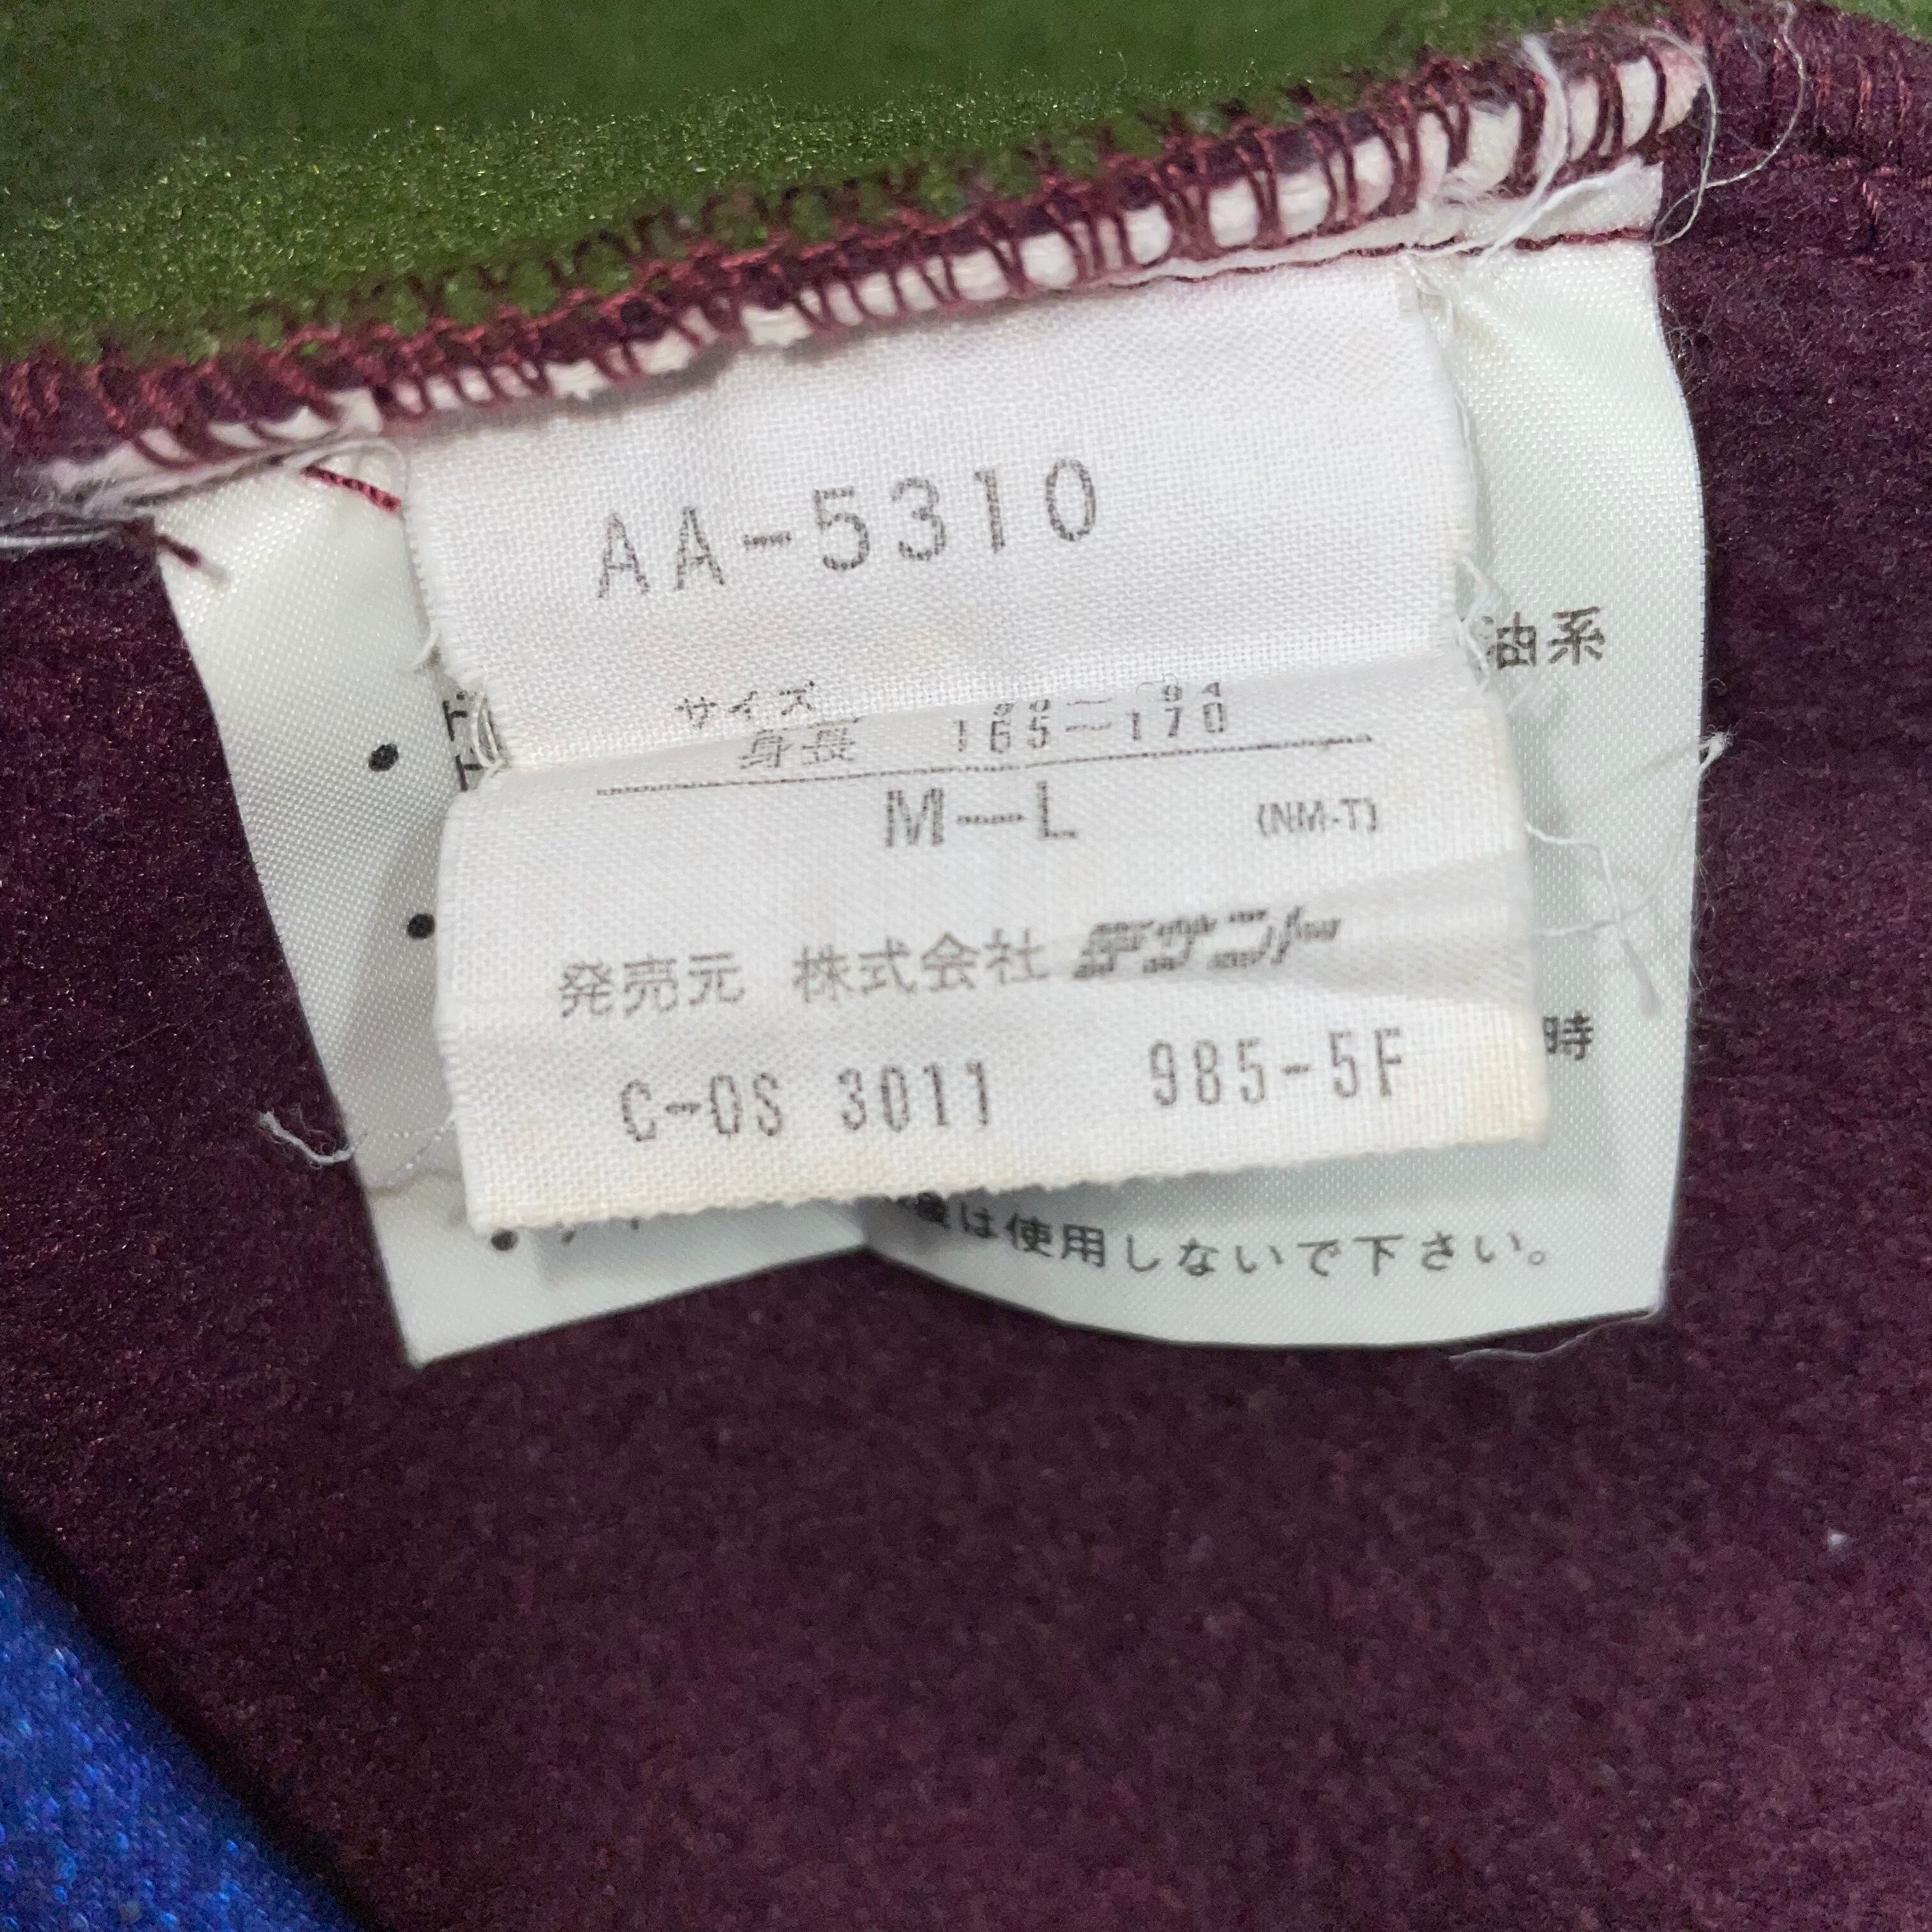 AA-5310
油系
サイズ
身長 165~170
M—L (NM-T)
発売元 株式会社 デサント
時
C-OS 3011 985-5F
は使用しないで下さい。